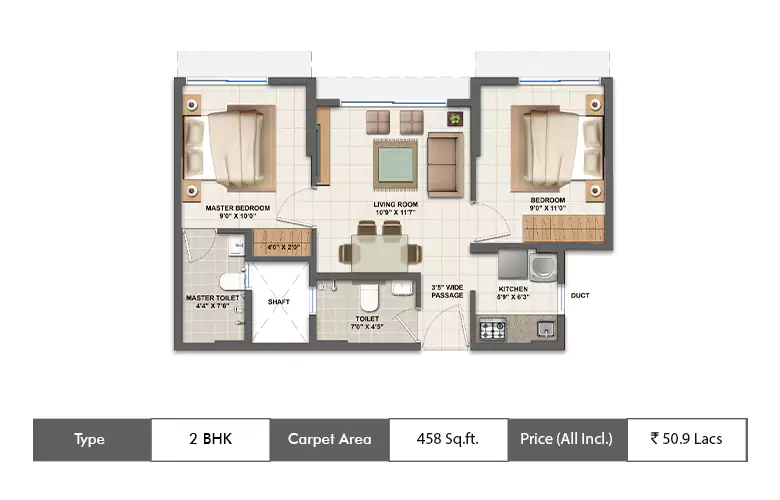 MASTER BEDROOM
9'0" X 10'0"
LIVING ROOM
10'9" X 11'7"
BEDROOM
9'0" X 11'0"
4'0" X 2'0"
MASTER TOILET
4'4" X 7'6"
SHAFT
TOILET
7'0" X 4'5"
3'5" WIDE
PASSAGE
KITCHEN
5'9" X 6'3"
DUCT
Type
2 BHK
Carpet Area
458 Sq.ft.
Price (All Incl.)
₹ 50.9 Lacs